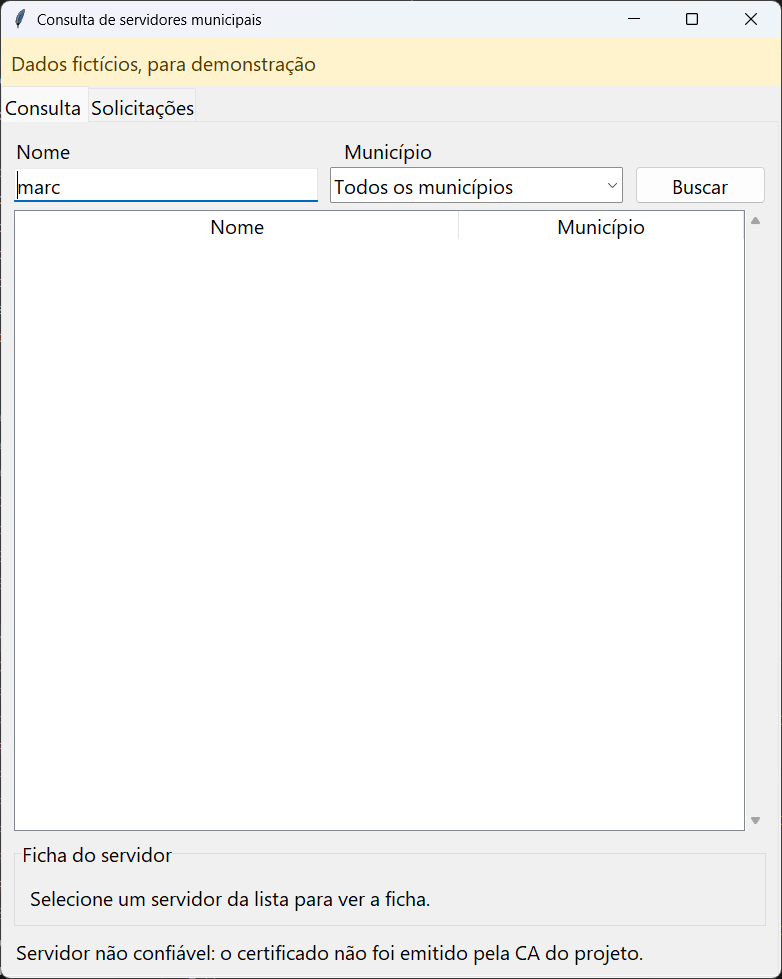 Consulta de servidores municipais
Dados fictícios, para demonstração
Consulta Solicitações
Nome Município
marc Todos os municípios Buscar
Nome Município
Ficha do servidor
Selecione um servidor da lista para ver a ficha.
Servidor não confiável: o certificado não foi emitido pela CA do projeto.